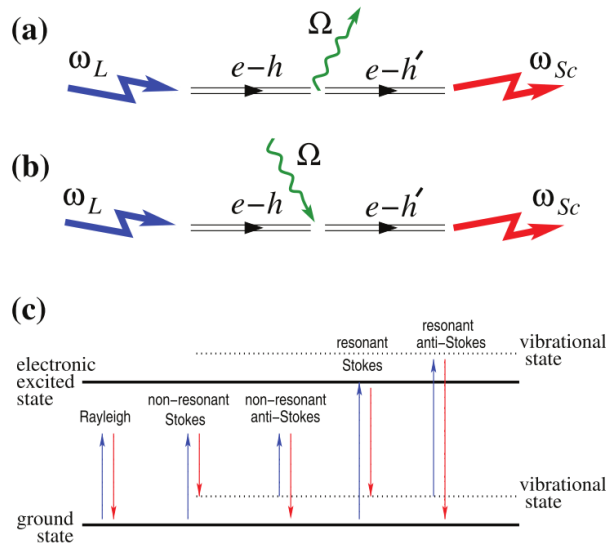 (a)
ω_L e−h Ω e−h′ ω_Sc
(b)
ω_L e−h Ω e−h′ ω_Sc
(c)
electronic
excited
state
Rayleigh
non−resonant
Stokes
non−resonant
anti−Stokes
resonant
Stokes
resonant
anti−Stokes
vibrational
state
vibrational
state
ground
state